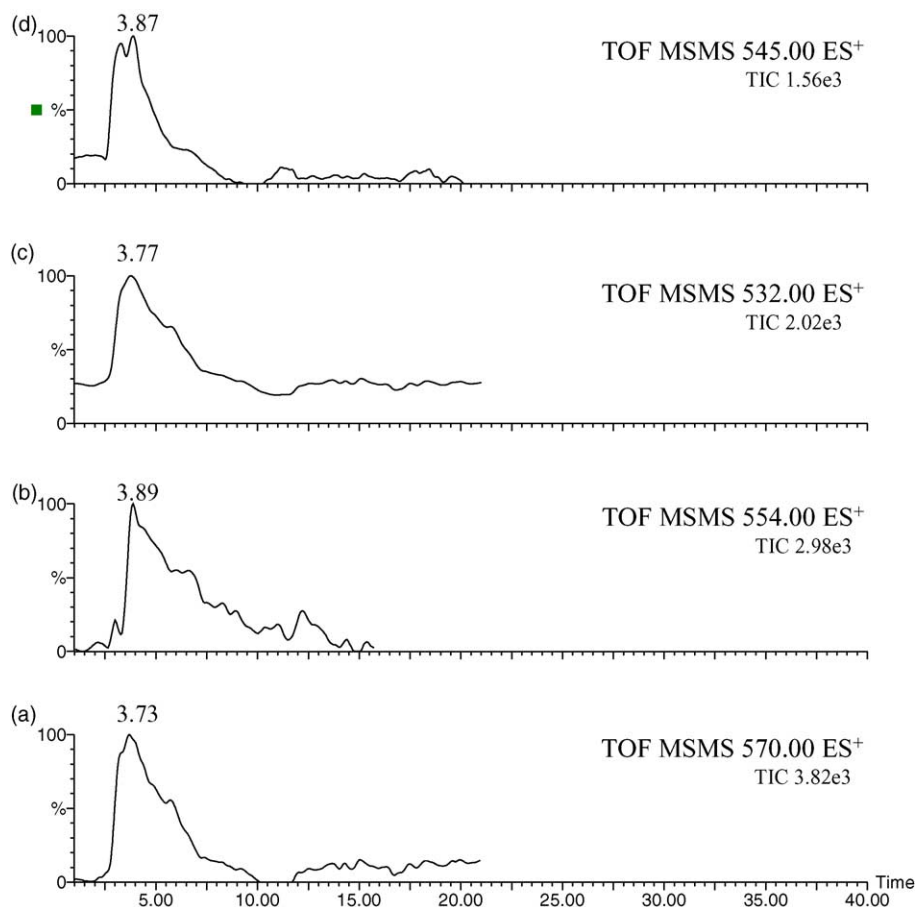 (d)
3.87
100
%
0
TOF MSMS 545.00 ES⁺
TIC 1.56e3
(c)
3.77
100
%
0
TOF MSMS 532.00 ES⁺
TIC 2.02e3
(b)
3.89
100
%
0
TOF MSMS 554.00 ES⁺
TIC 2.98e3
(a)
3.73
100
%
0
TOF MSMS 570.00 ES⁺
TIC 3.82e3
Time
5.00 10.00 15.00 20.00 25.00 30.00 35.00 40.00